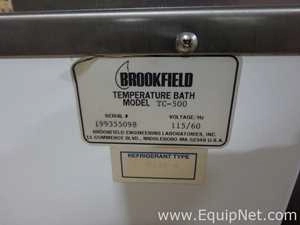 BROOKFIELD
TEMPERATURE BATH
MODEL TC-500
SERIAL # VOLTAGE/Hz
L99355098 115/60
BROOKFIELD ENGINEERING LABORATORIES, INC.
11 COMMERCE BLVD., MIDDLEBORO MA.02346 U.S.A.
REFRIGERANT TYPE
www.EquipNet.com